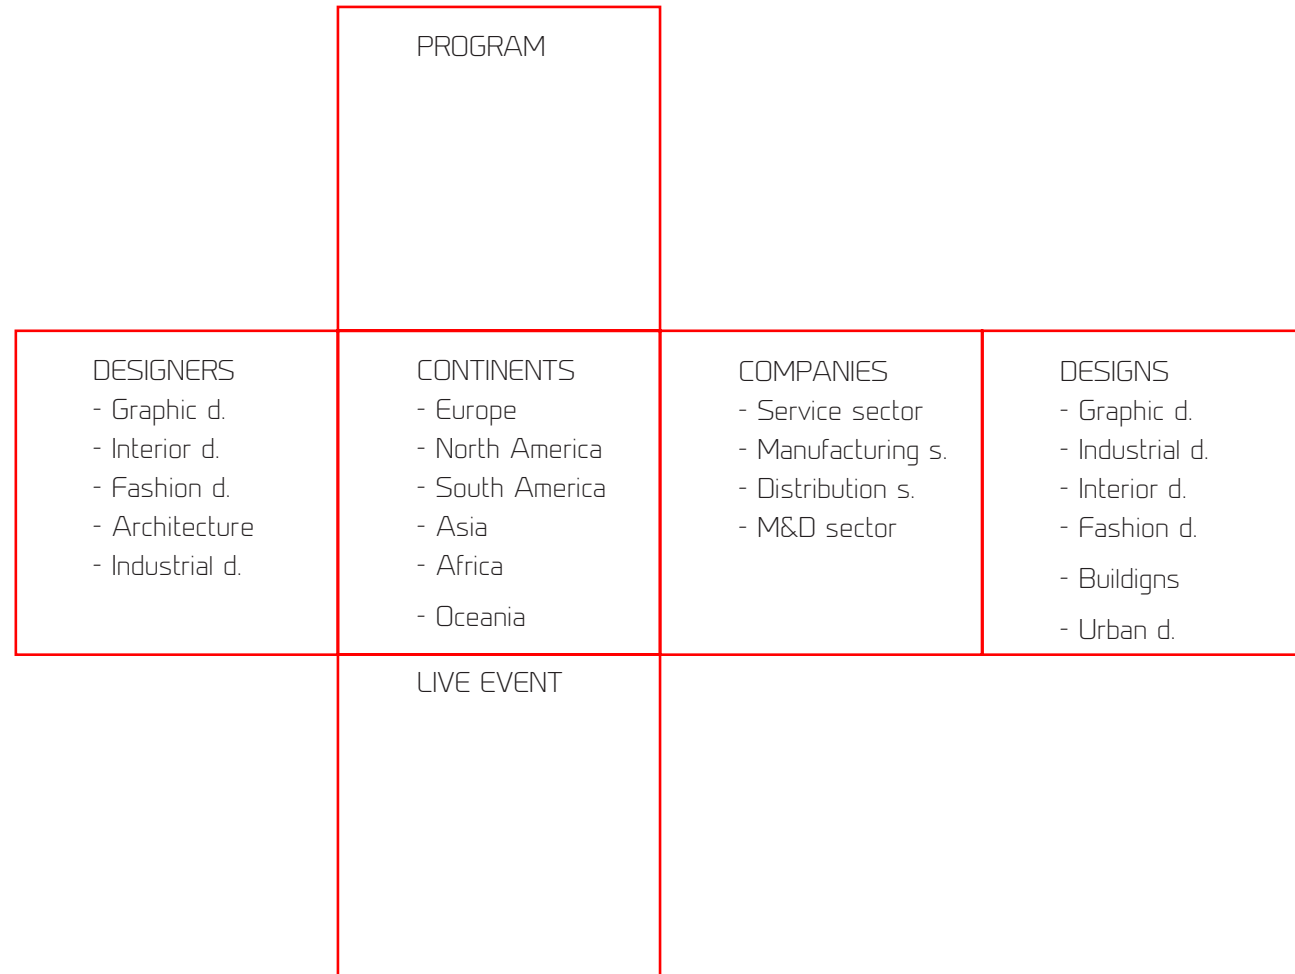 PROGRAM
DESIGNERS
- Graphic d.
- Interior d.
- Fashion d.
- Architecture
- Industrial d.
CONTINENTS
- Europe
- North America
- South America
- Asia
- Africa
- Oceania
COMPANIES
- Service sector
- Manufacturing s.
- Distribution s.
- M&D sector
DESIGNS
- Graphic d.
- Industrial d.
- Interior d.
- Fashion d.
- Buildigns
- Urban d.
LIVE EVENT